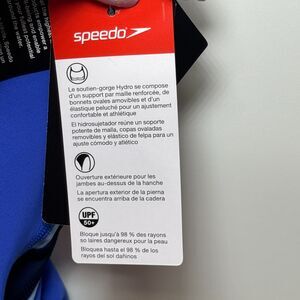 speedo
Le soutien-gorge Hydro se compose
d'un support par maille renforcée, de
bonnets ovales amovibles et d'un
élastique peluché pour un ajustement
confortable et athlétique
El hidrosujetador reúne un soporte
potente de malla, copas ovaladas
removibles y elástico de felpa para un
ajuste cómodo y atlético
Ouverture extérieure pour les
jambes au-dessus de la hanche
La apertura exterior de la pierna
se encuentra arriba de la cadera
UPF
50+
Bloque jusqu'à 98 % des rayons
so laires dangereux pour la peau
Bloquea hasta el 98 % de los
rayos del sol dañinos